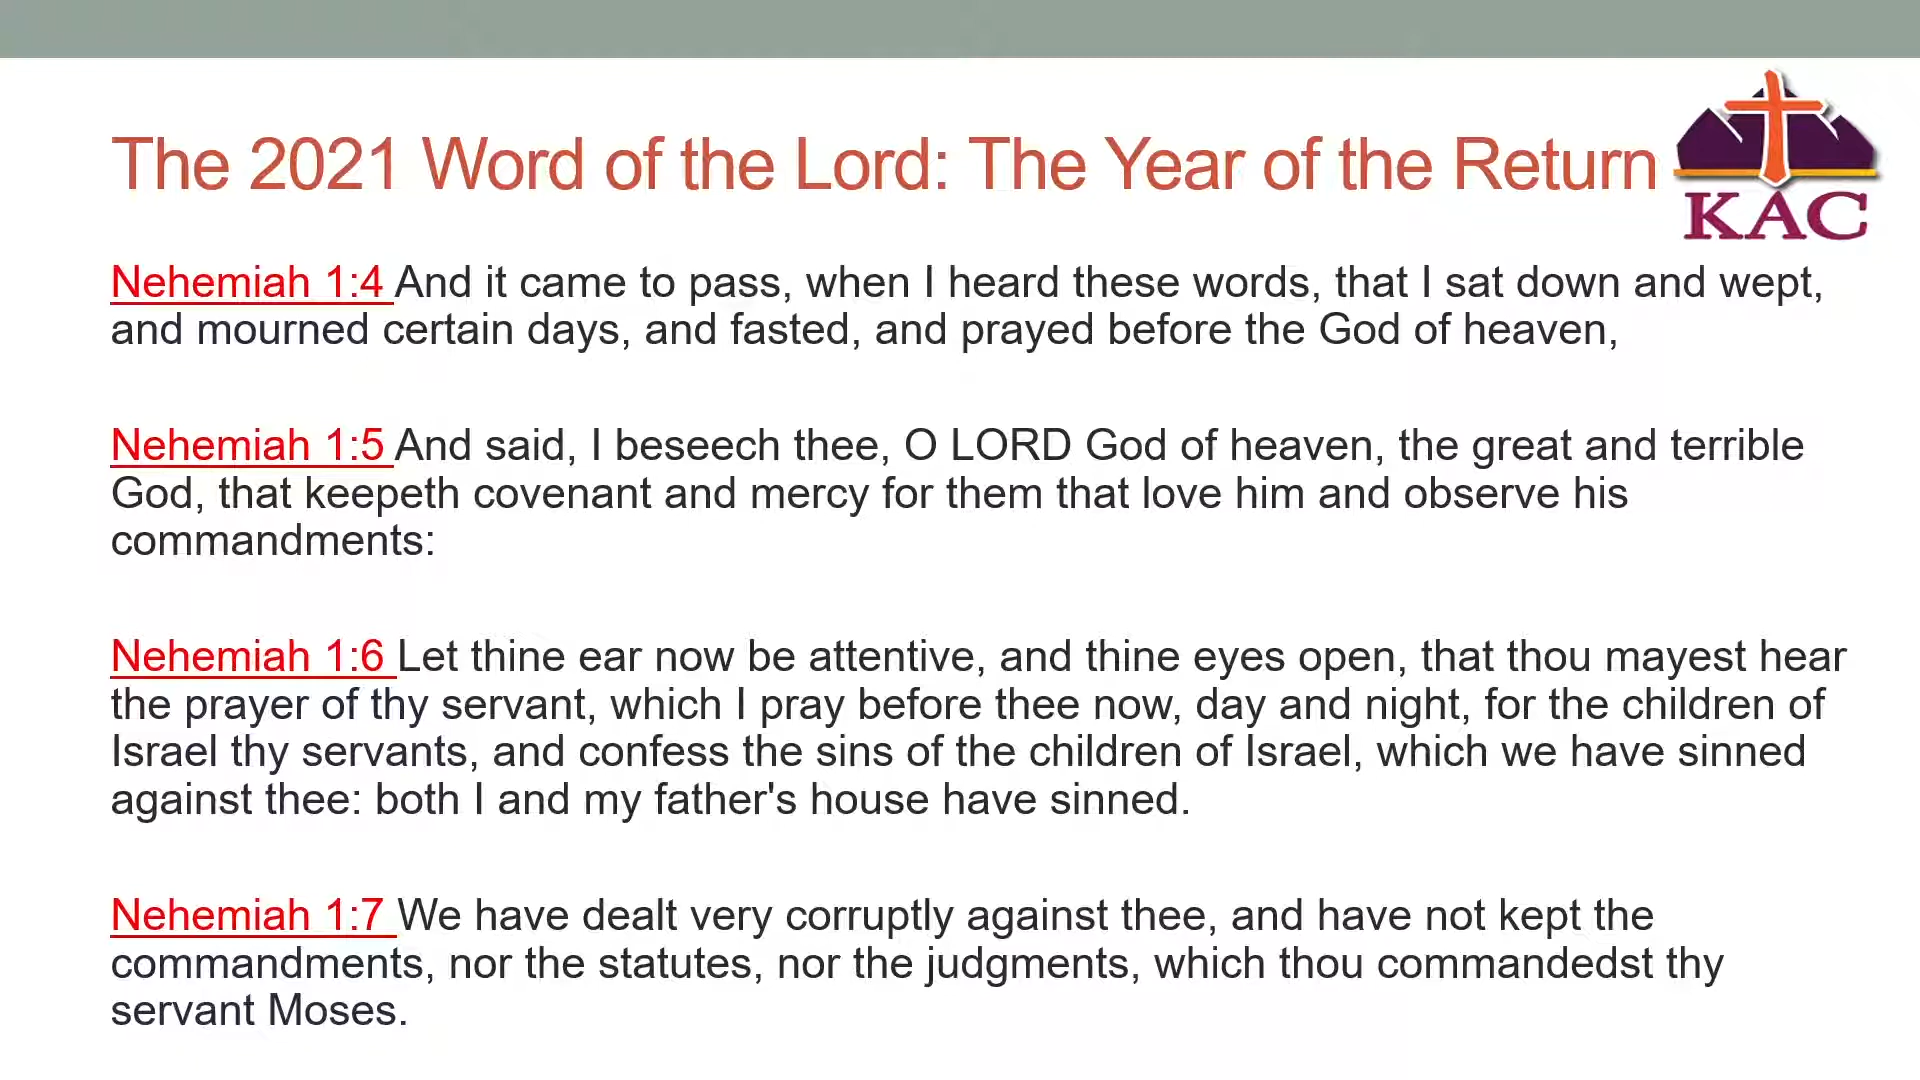 The 2021 Word of the Lord: The Year of the Return
KAC
Nehemiah 1:4 And it came to pass, when I heard these words, that I sat down and wept,
and mourned certain days, and fasted, and prayed before the God of heaven,
Nehemiah 1:5 And said, I beseech thee, O LORD God of heaven, the great and terrible
God, that keepeth covenant and mercy for them that love him and observe his
commandments:
Nehemiah 1:6 Let thine ear now be attentive, and thine eyes open, that thou mayest hear
the prayer of thy servant, which I pray before thee now, day and night, for the children of
Israel thy servants, and confess the sins of the children of Israel, which we have sinned
against thee: both I and my father's house have sinned.
Nehemiah 1:7 We have dealt very corruptly against thee, and have not kept the
commandments, nor the statutes, nor the judgments, which thou commandedst thy
servant Moses.